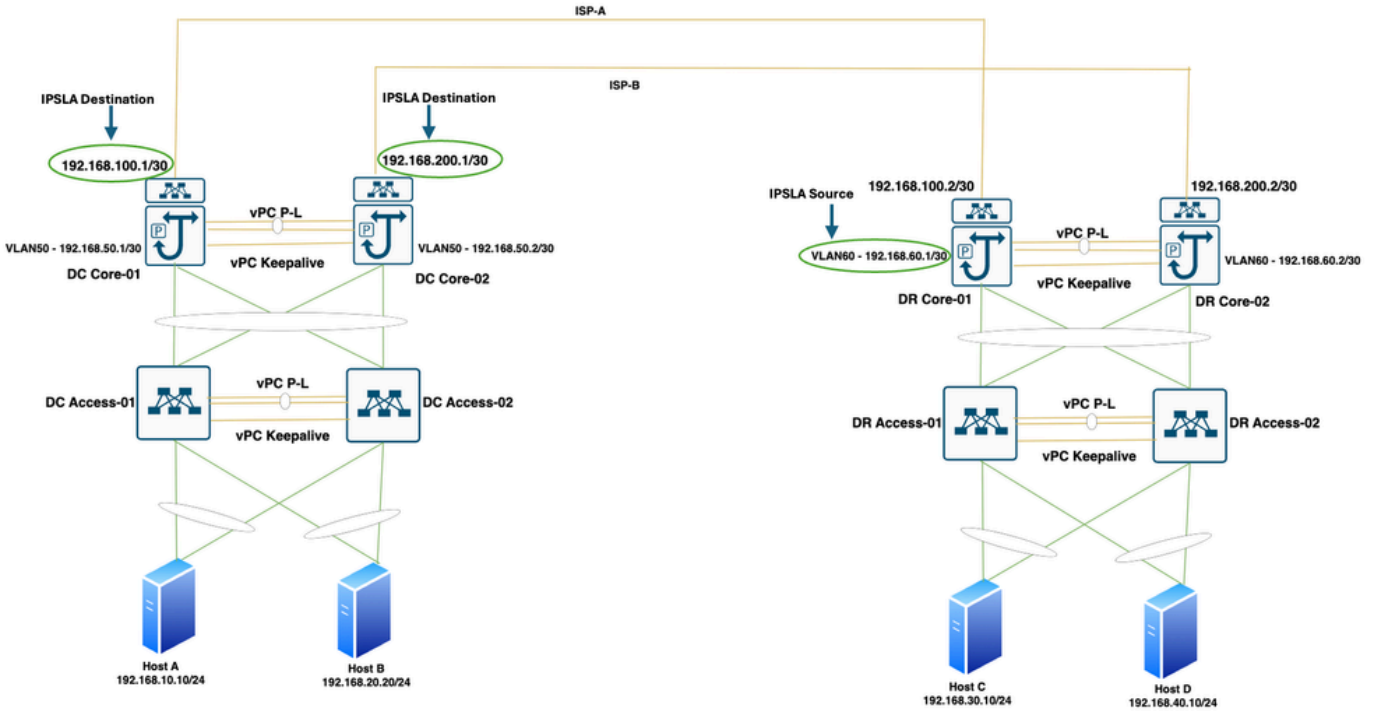 ISP-A
ISP-B
IPSLA Destination
192.168.100.1/30
IPSLA Destination
192.168.200.1/30
vPC P-L
P
P
VLAN50 - 192.168.50.1/30
VLAN50 - 192.168.50.2/30
vPC Keepalive
DC Core-01
DC Core-02
vPC P-L
DC Access-01
DC Access-02
vPC Keepalive
Host A
192.168.10.10/24
Host B
192.168.20.20/24
IPSLA Source
192.168.100.2/30
192.168.200.2/30
vPC P-L
P
P
VLAN60 - 192.168.60.1/30
VLAN60 - 192.168.60.2/30
vPC Keepalive
DR Core-01
DR Core-02
vPC P-L
DR Access-01
DR Access-02
vPC Keepalive
Host C
192.168.30.10/24
Host D
192.168.40.10/24